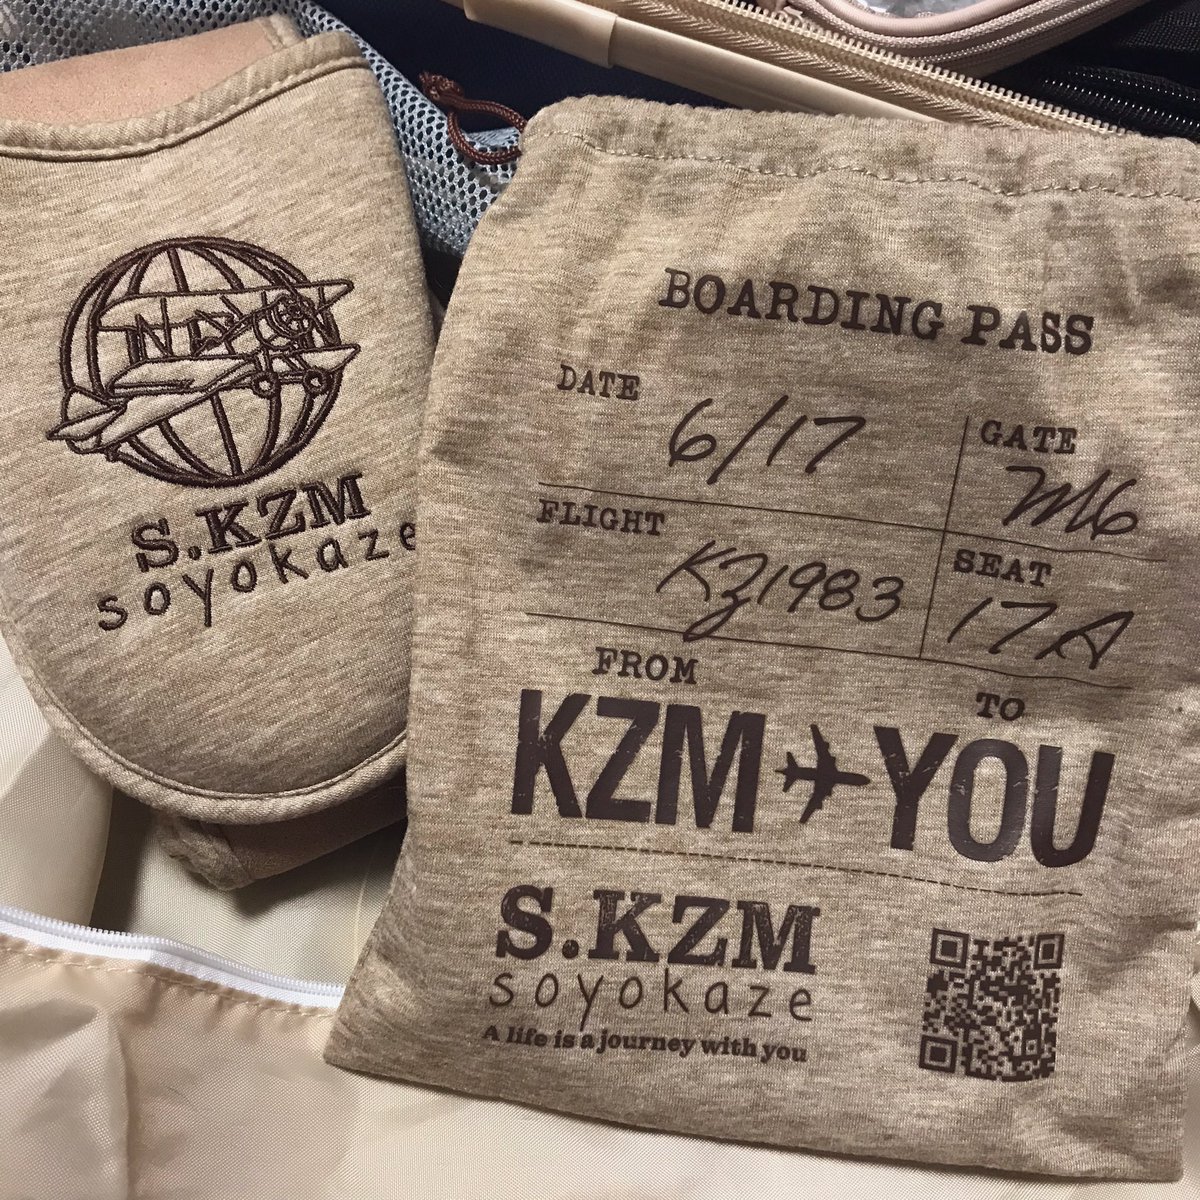 S.KZM
soyokaze
BOARDING PASS
DATE
6/17
GATE
M6
FLIGHT
KZ1983
SEAT
17A
FROM
TO
KZM YOU
S.KZM
soyokaze
A life is a journey with you